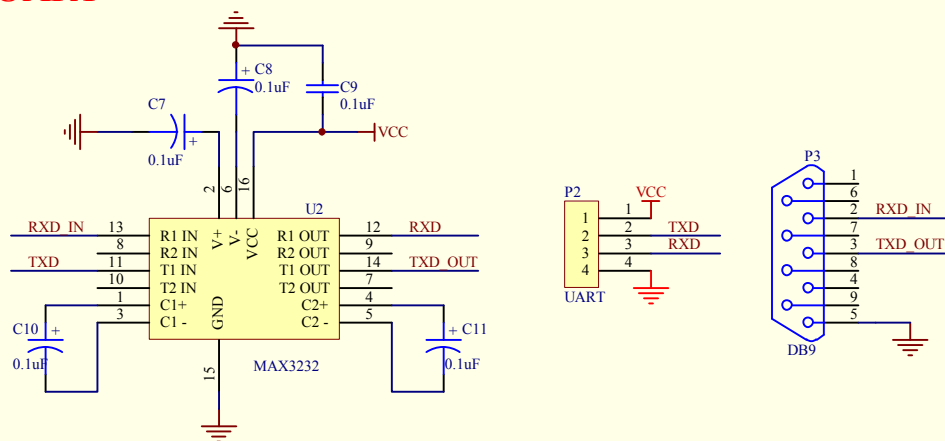 + C8
0.1uF
C9
0.1uF
C7
+
0.1uF
VCC
2
6
16
U2
RXD_IN 13 R1 IN V+ V- VCC R1 OUT 12 RXD
8 R2 IN R2 OUT 9
TXD 11 T1 IN T1 OUT 14 TXD_OUT
10 T2 IN T2 OUT 7
1 C1+ C2+ 4
3 C1 - GND C2 - 5
C10 +
0.1uF
+ C11
0.1uF
15
MAX3232
P2
VCC
1 1
2 2 TXD
3 3 RXD
4 4
UART
P3
1
6
2 RXD_IN
7
3 TXD_OUT
8
4
9
5
DB9